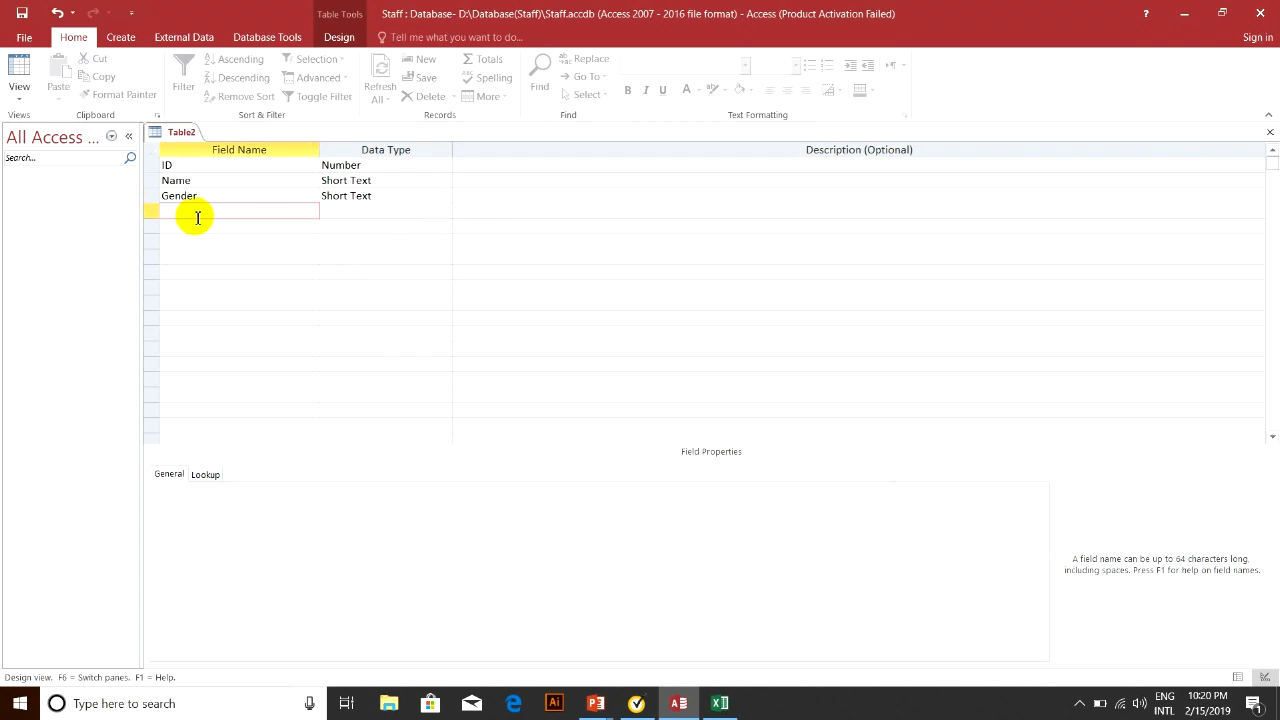 Table Tools
Staff : Database- D:\Database(Staff)\Staff.accdb (Access 2007 - 2016 file format) - Access (Product Activation Failed)
File Home Create External Data Database Tools Design Tell me what you want to do... Sign in
View Paste Cut Copy Format Painter Filter Ascending Descending Remove Sort Selection Advanced Toggle Filter Refresh All New Save Delete Totals Spelling More Find Replace Go To Select B I U A
Views Clipboard Sort & Filter Records Find Text Formatting
All Access ... Table2
Search...
Field Name Data Type Description (Optional)
ID Number
Name Short Text
Gender Short Text
Field Properties
General Lookup
A field name can be up to 64 characters long,
including spaces. Press F1 for help on field names.
Design view. F6 = Switch panes. F1 = Help.
Type here to search
ENG 10:20 PM
INTL 2/15/2019